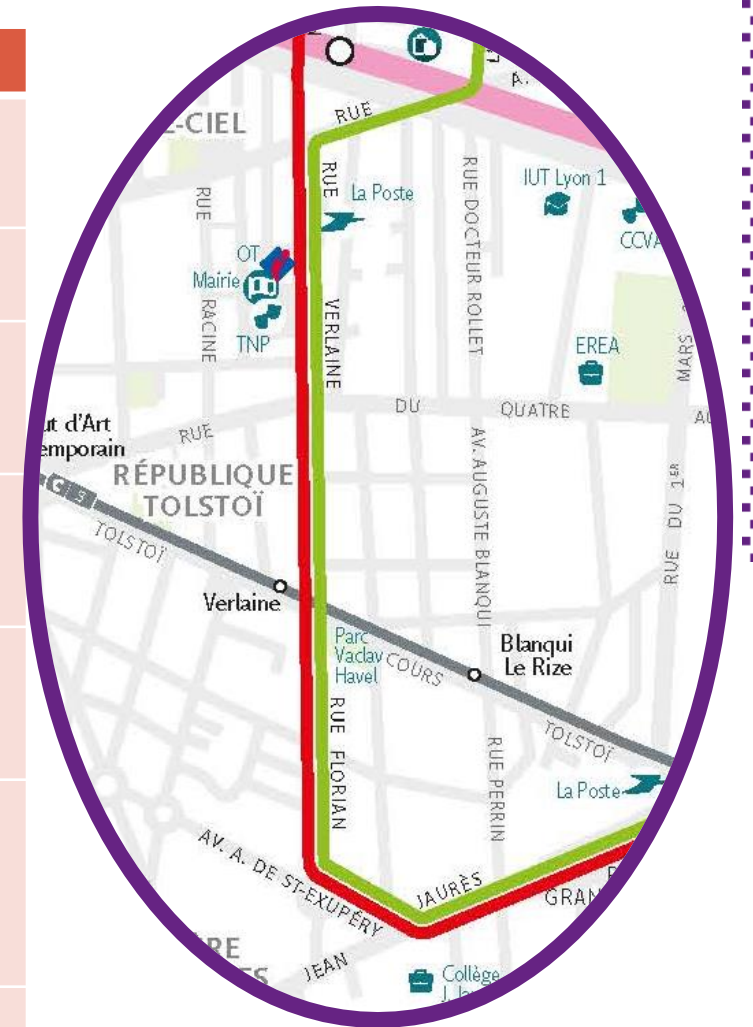 A.
RUE
-CIEL
RUE
La Poste
RUE DOCTEUR ROLLET
IUT Lyon 1
CCVA
RUE
OT
Mairie
RACINE
TNP
VERLAINE
EREA
MARS
DU
QUATRE
ut d'Art
emporain
RUE
RÉPUBLIQUE
TOLSTOÏ
C 3
TOLSTOÏ
AV. AUGUSTE BLANQUI
RUE DU 1ER
Verlaine
Parc
Vaclav
Havel
COURS
Blanqui
Le Rize
TOLSTOÏ
RUE FLORIAN
RUE PERRIN
La Poste
AV. A. DE ST-EXUPÉRY
JAURÈS
GRAN
JEAN
Collège